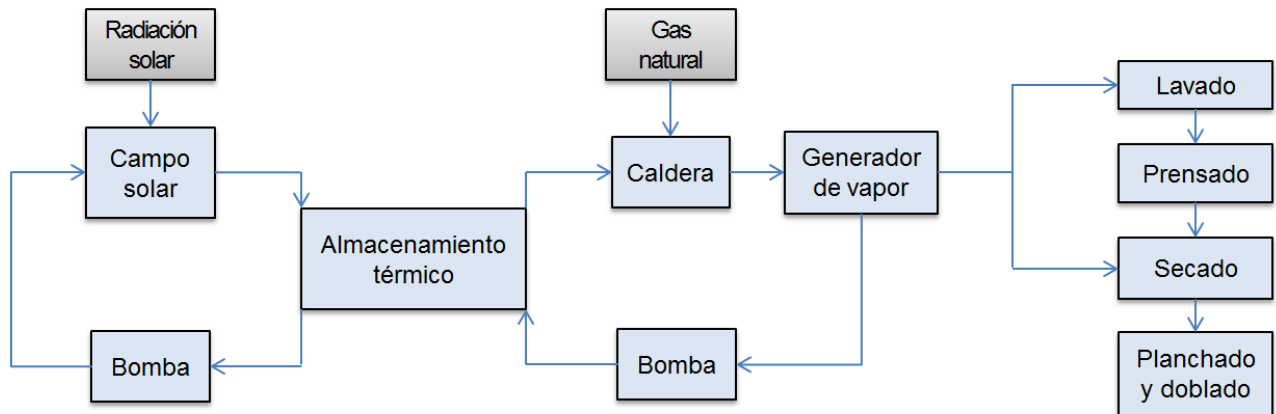 Radiación
solar
Gas
natural
Campo
solar
Caldera
Generador
de vapor
Lavado
Prensado
Almacenamiento
térmico
Secado
Bomba
Bomba
Planchado
y doblado